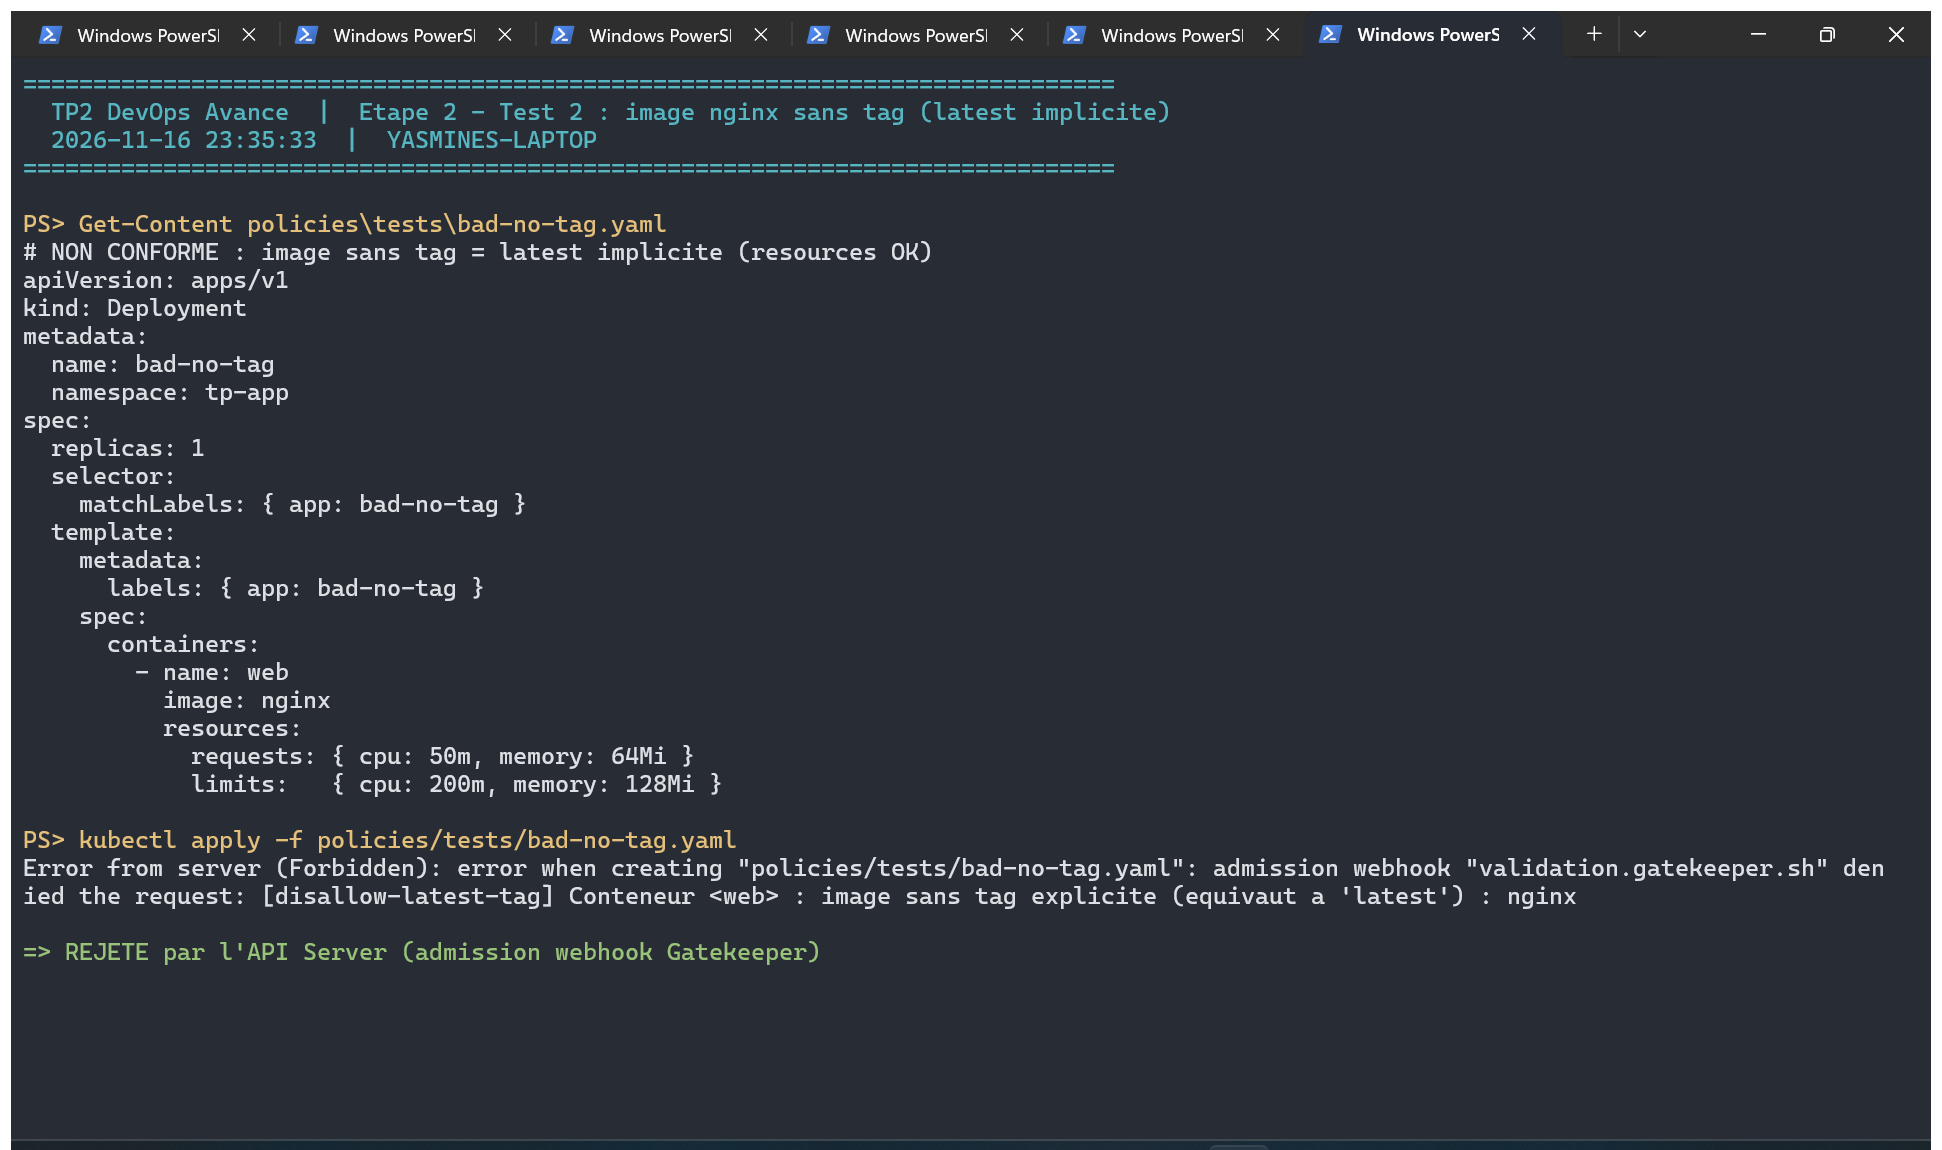 Windows PowerSl Windows PowerSl Windows PowerSl Windows PowerSl Windows PowerSl Windows PowerS
==============================================================================
TP2 DevOps Avance | Etape 2 - Test 2 : image nginx sans tag (latest implicite)
2026-11-16 23:35:33 | YASMINES-LAPTOP
==============================================================================
PS> Get-Content policies\tests\bad-no-tag.yaml
# NON CONFORME : image sans tag = latest implicite (resources OK)
apiVersion: apps/v1
kind: Deployment
metadata:
  name: bad-no-tag
  namespace: tp-app
spec:
  replicas: 1
  selector:
    matchLabels: { app: bad-no-tag }
  template:
    metadata:
      labels: { app: bad-no-tag }
    spec:
      containers:
        - name: web
          image: nginx
          resources:
            requests: { cpu: 50m, memory: 64Mi }
            limits:   { cpu: 200m, memory: 128Mi }
PS> kubectl apply -f policies/tests/bad-no-tag.yaml
Error from server (Forbidden): error when creating "policies/tests/bad-no-tag.yaml": admission webhook "validation.gatekeeper.sh" den
ied the request: [disallow-latest-tag] Conteneur <web> : image sans tag explicite (equivaut a 'latest') : nginx
=> REJETE par l'API Server (admission webhook Gatekeeper)